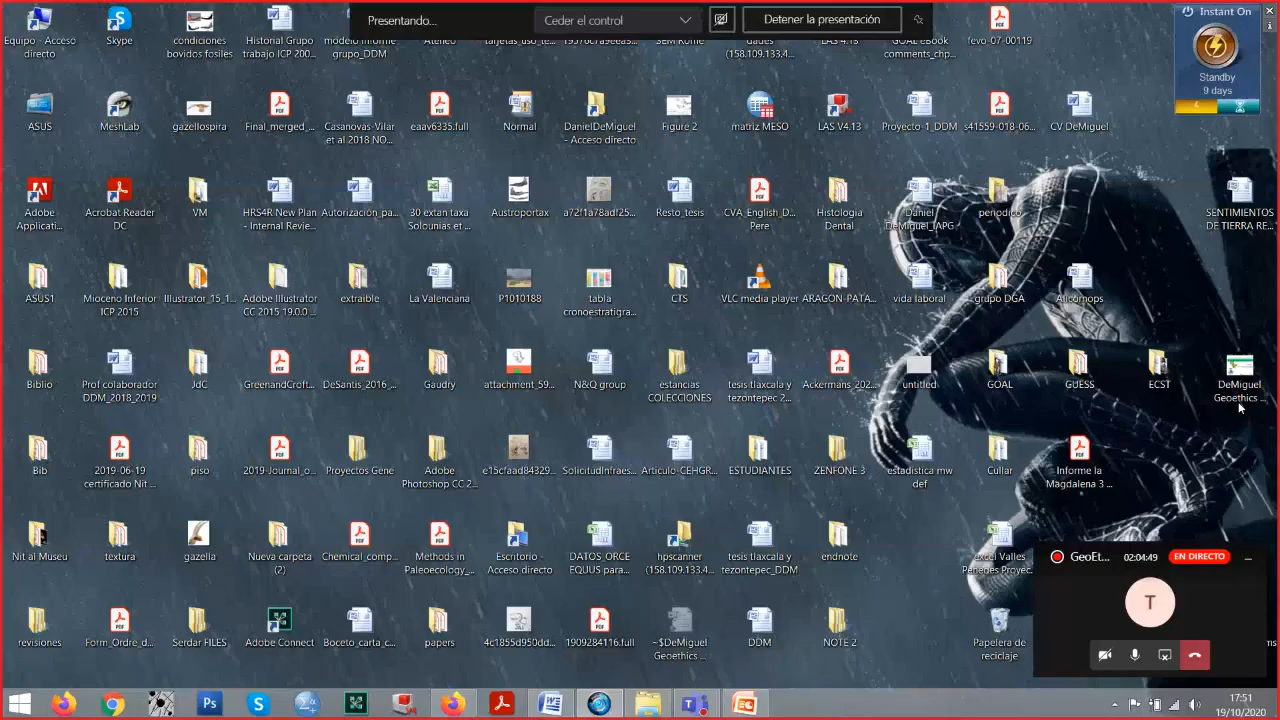 Presentando...
Ceder el control
Detener la presentación
Instant On
Standby
9 days
Equipo - Acceso
directo
Skype
condiciones
bovidos fosiles
Historial Grupo
trabajo ICP 200...
modelo informe
grupo_DDM
Ateneo
(158.109.133.4...
LAS 4.13
GOAL eBook
comments_chp...
fevo-07-00119
ASUS
MeshLab
gazellospira
Final_merged_...
Casanovas-Vilar
et al 2018 NO...
eaav6335.full
Normal
DanielDeMiguel
- Acceso directo
Figure 2
matriz MESO
LAS V4.13
Proyecto-1_DDM
s41559-018-06...
CV DeMiguel
Adobe
Applicati...
Acrobat Reader
DC
VM
HRS4R New Plan
- Internal Revie...
Autorización_pa...
30 extan taxa
Solounias et ...
Austroportax
a72f1a78adf25...
Resto_tesis
CVA_English_D...
Pere
Histologia
Dental
Daniel
DeMiguel_IAPG
periodico
SENTIMIENTOS
DE TIERRA RE...
ASUS1
Mioceno Inferior
ICP 2015
Illustrator_15_1...
Adobe Illustrator
CC 2015 19.0.0 ...
extraible
La Valenciana
P1010188
tabla
cronoestratigra...
CTS
VLC media player
ARAGON-PATA...
vida laboral
grupo DGA
Alicornops
Biblio
Prof colaborador
DDM_2018_2019
JdC
GreenandCroft...
DeSantis_2016_...
Gaudry
attachment_59...
N&Q group
estancias
COLECCIONES
tesis tlaxcala y
tezontepec 2...
Ackermans_202...
untitled
GOAL
GUESS
ECST
DeMiguel
Geoethics ...
Bib
2019-06-19
certificado Nit ...
piso
2019-Journal_o...
Proyectos Gene
Adobe
Photoshop CC 2...
e15cfaad84329...
SolicitudInfraes...
Articulo-CEHGR...
ESTUDIANTES
ZENFONE 3
estadistica mw
def
Cullar
Informe la
Magdalena 3 ...
Nit al Museu
textura
gazella
Nueva carpeta
(2)
Chemical_comp...
Methods in
Paleoecology_...
Escritorio -
Acceso directo
DATOS_ORCE
EQUUS para...
hpscanner
(158.109.133.4...
tesis tlaxcala y
tezontepec_DDM
endnote
excel Valles
Penedes Proyec...
GeoEt...
02:04:49
EN DIRECTO
T
revisiones
Form_Ordre_d...
Serdar FILES
Adobe Connect
Boceto_carta_c...
papers
4c1855d950dd...
1909284116.full
~$DeMiguel
Geoethics ...
DDM
NOTE 2
Papelera de
reciclaje
17:51
19/10/2020